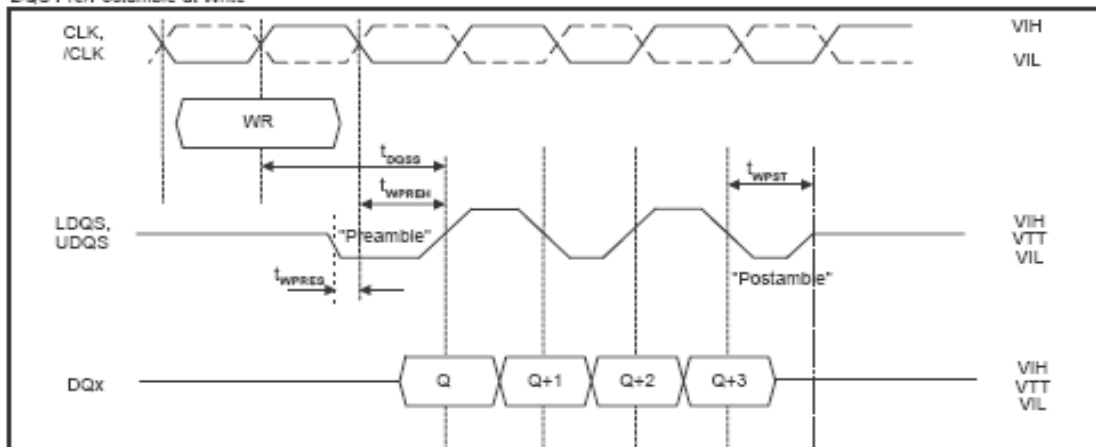 DQS Pre/Postamble at Write
CLK,
/CLK
VIH
VIL
WR
tDQSS
tWPREH
tWPST
LDQS,
UDQS
"Preamble"
VIH
VTT
VIL
tWPRES
"Postamble"
DQx
Q
Q+1
Q+2
Q+3
VIH
VTT
VIL